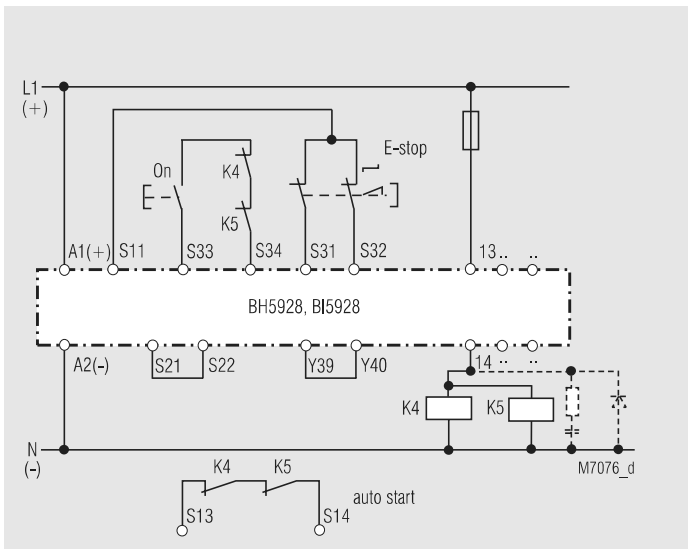 L1
(+)
E-stop
On
K4
K5
A1(+) S11 S33 S34 S31 S32 13.. ..
BH5928, BI5928
A2(-) S21 S22 Y39 Y40 14 .. ..
K4 K5
N
(-)
M7076_d
K4 K5
auto start
S13 S14